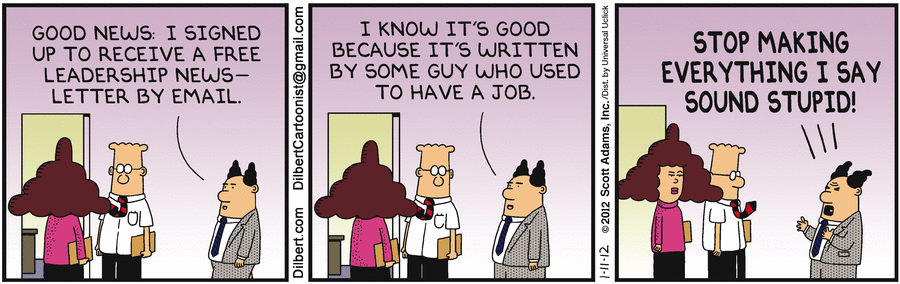 GOOD NEWS: I SIGNED
UP TO RECEIVE A FREE
LEADERSHIP NEWS-
LETTER BY EMAIL.
Dilbert.com DilbertCartoonist@gmail.com
I KNOW IT'S GOOD
BECAUSE IT'S WRITTEN
BY SOME GUY WHO USED
TO HAVE A JOB.
1-11-12 ©2012 Scott Adams, Inc./Dist. by Universal Uclick
STOP MAKING
EVERYTHING I SAY
SOUND STUPID!